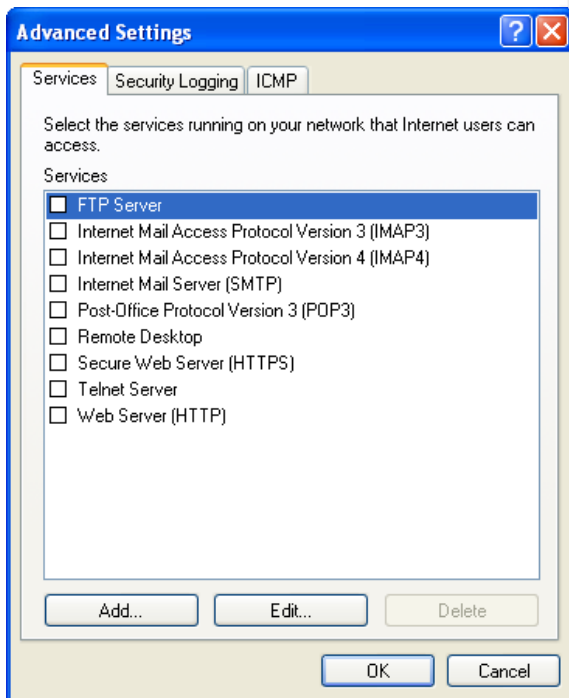 Advanced Settings
Services
Security Logging
ICMP
Select the services running on your network that Internet users can
access.
Services
FTP Server
Internet Mail Access Protocol Version 3 (IMAP3)
Internet Mail Access Protocol Version 4 (IMAP4)
Internet Mail Server (SMTP)
Post-Office Protocol Version 3 (POP3)
Remote Desktop
Secure Web Server (HTTPS)
Telnet Server
Web Server (HTTP)
Add...
Edit...
Delete
OK
Cancel